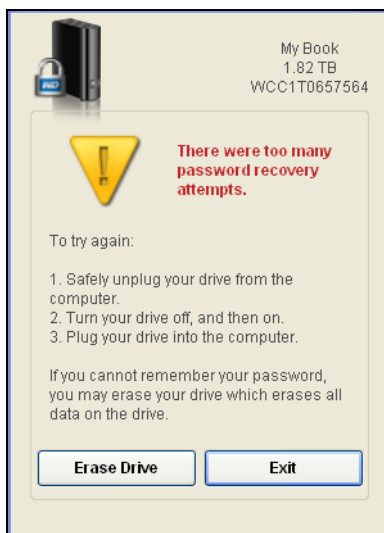 My Book
1.82 TB
WCC1T0657564
WD
There were too many
password recovery
attempts.
To try again:
1. Safely unplug your drive from the
computer.
2. Turn your drive off, and then on.
3. Plug your drive into the computer.
If you cannot remember your password,
you may erase your drive which erases all
data on the drive.
Erase Drive
Exit